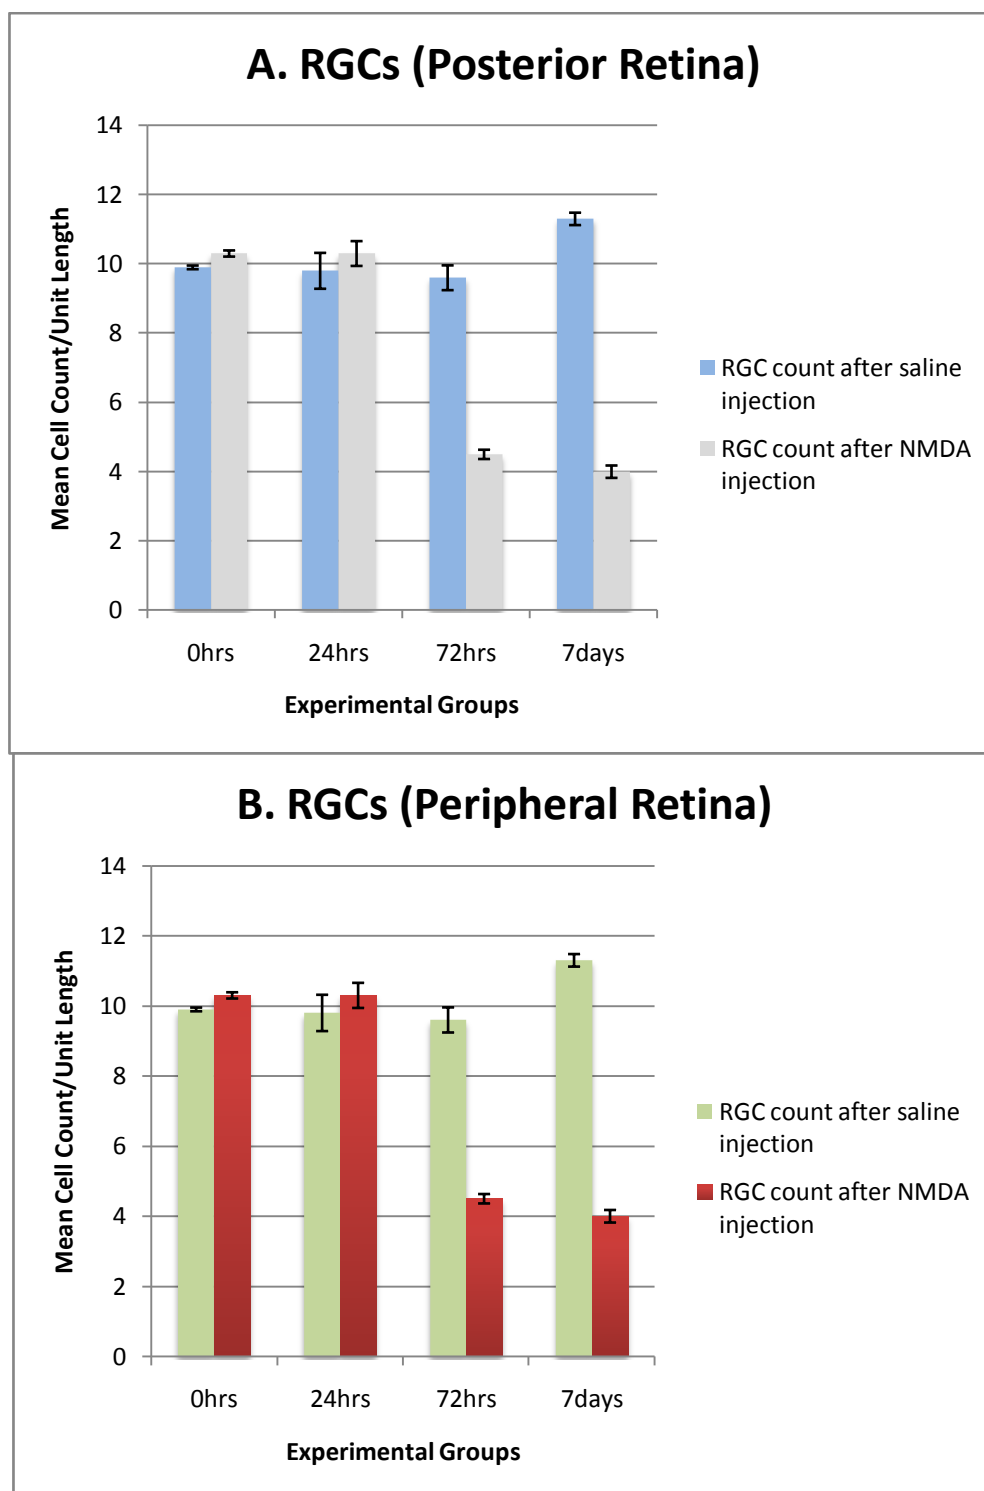 A. RGCs (Posterior Retina)
14
12
10
8
6
4
2
0
Mean Cell Count/Unit Length
0hrs 24hrs 72hrs 7days
Experimental Groups
RGC count after saline
injection
RGC count after NMDA
injection
B. RGCs (Peripheral Retina)
14
12
10
8
6
4
2
0
Mean Cell Count/Unit Length
0hrs 24hrs 72hrs 7days
Experimental Groups
RGC count after saline
injection
RGC count after NMDA
injection